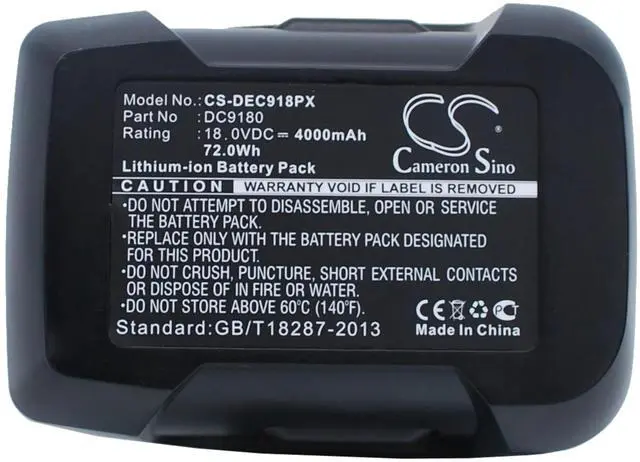 Model No.: CS-DEC918PX
Part No : DC9180
Rating : 18.0VDC⎓ 4000mAh
72.0Wh
Lithium-ion Battery Pack
CS
Cameron Sino
CAUTION WARRANTY VOID IF LABEL IS REMOVED
•DO NOT ATTEMPT TO DISASSEMBLE, OPEN OR SERVICE
THE BATTERY PACK.
•REPLACE ONLY WITH THE BATTERY PACK DESIGNATED
FOR THIS PRODUCT.
•DO NOT CRUSH, PUNCTURE, SHORT EXTERNAL CONTACTS
OR DISPOSE OF IN FIRE OR WATER.
•DO NOT STORE ABOVE 60°C (140°F).
CE
Made In China
Standard:GB/T18287-2013